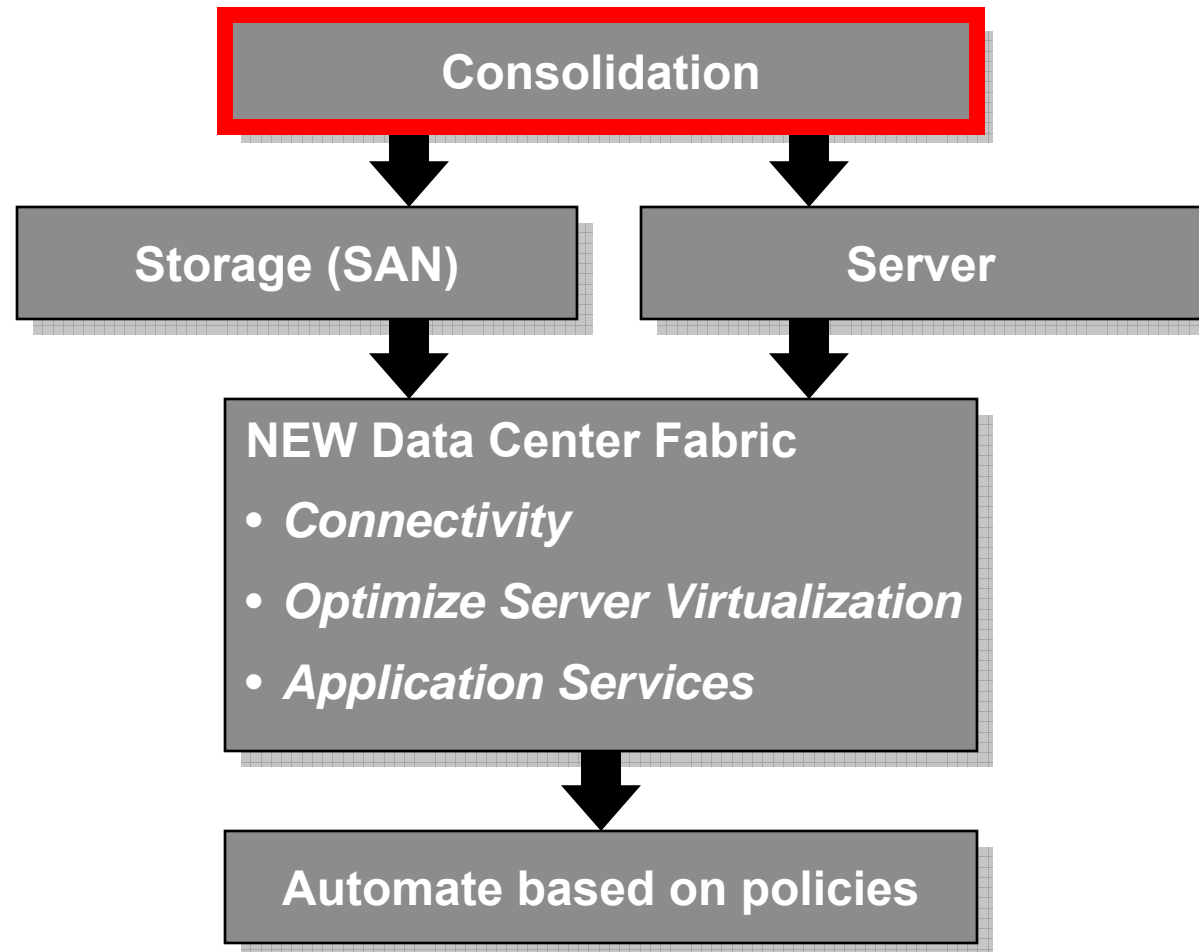 Consolidation
Storage (SAN)
Server
NEW Data Center Fabric
• Connectivity
• Optimize Server Virtualization
• Application Services
Automate based on policies